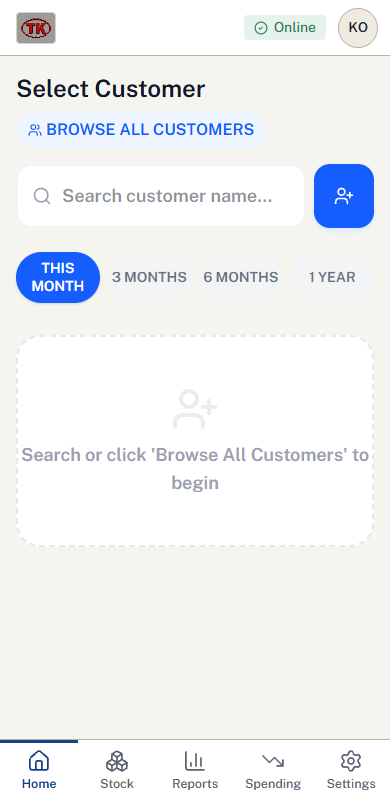 TK
Online
KO
Select Customer
BROWSE ALL CUSTOMERS
Search customer name...
THIS
MONTH
3 MONTHS
6 MONTHS
1 YEAR
Search or click 'Browse All Customers' to
begin
Home
Stock
Reports
Spending
Settings